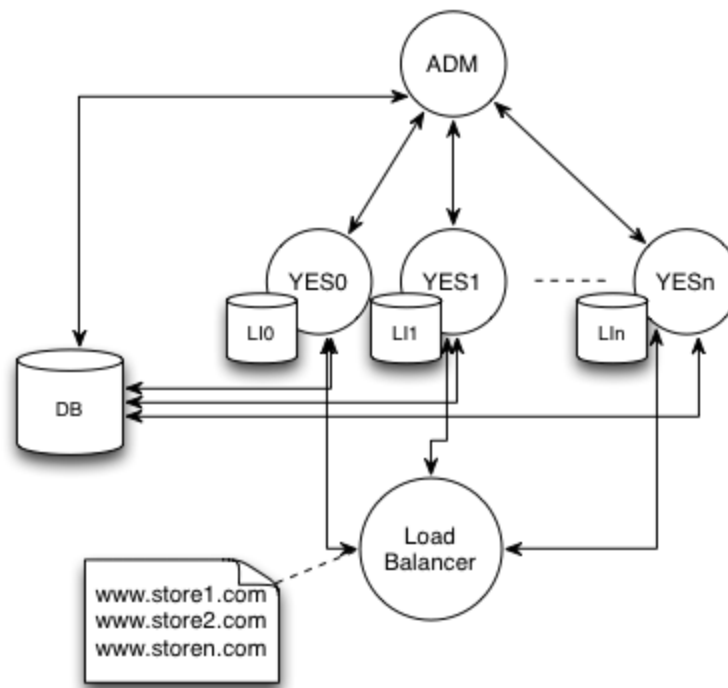 ADM
YES0
YES1
YESn
LI0
LI1
LIn
DB
Load
Balancer
www.store1.com
www.store2.com
www.storen.com